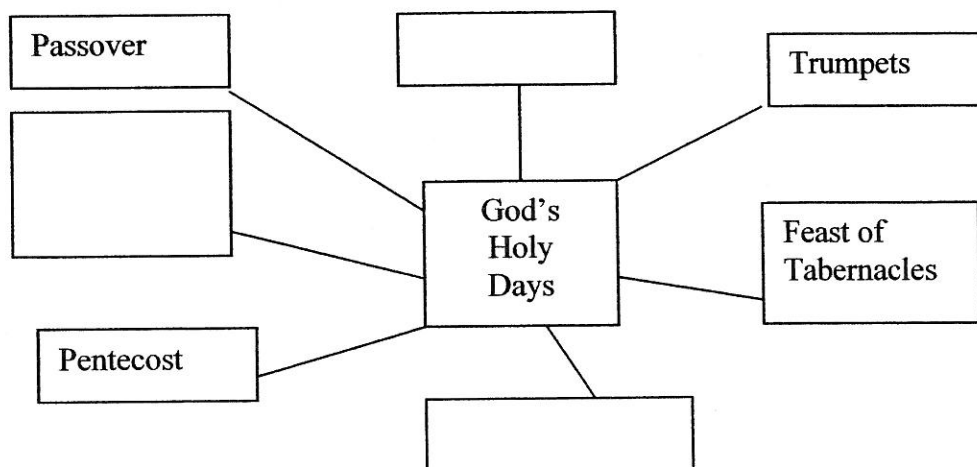 Passover
Trumpets
God's
Holy
Days
Feast of
Tabernacles
Pentecost